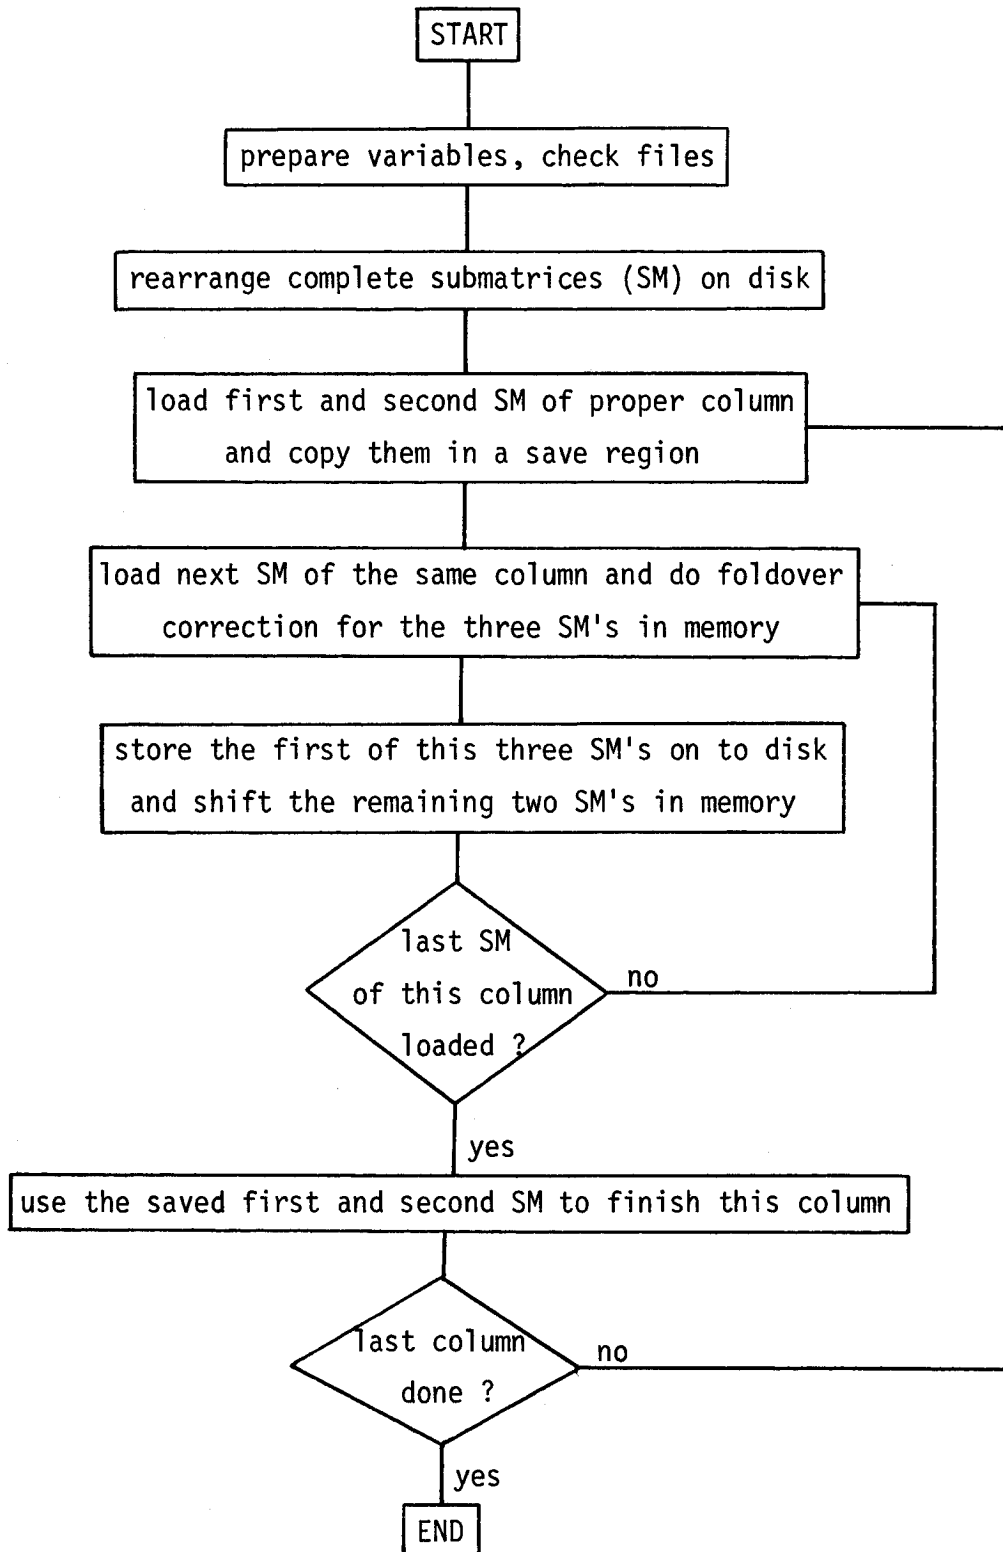 START
prepare variables, check files
rearrange complete submatrices (SM) on disk
load first and second SM of proper column
and copy them in a save region
load next SM of the same column and do foldover
correction for the three SM's in memory
store the first of this three SM's on to disk
and shift the remaining two SM's in memory
last SM
of this column
loaded ?
no
yes
use the saved first and second SM to finish this column
last column
done ?
no
yes
END